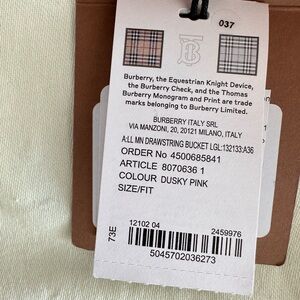 037
Burberry, the Equestrian Knight Device,
the Burberry Check, and the Thomas
Burberry Monogram and Print are trade
marks belonging to Burberry Limited.
BURBERRY ITALY SRL
VIA MANZONI, 20, 20121 MILANO, ITALY
A:LL MN DRAWSTRING BUCKET LGL:132133:A36
ORDER No 4500685841
ARTICLE 8070636 1
COLOUR DUSKY PINK
SIZE/FIT
73E
12102 04
2459976
5045702036273